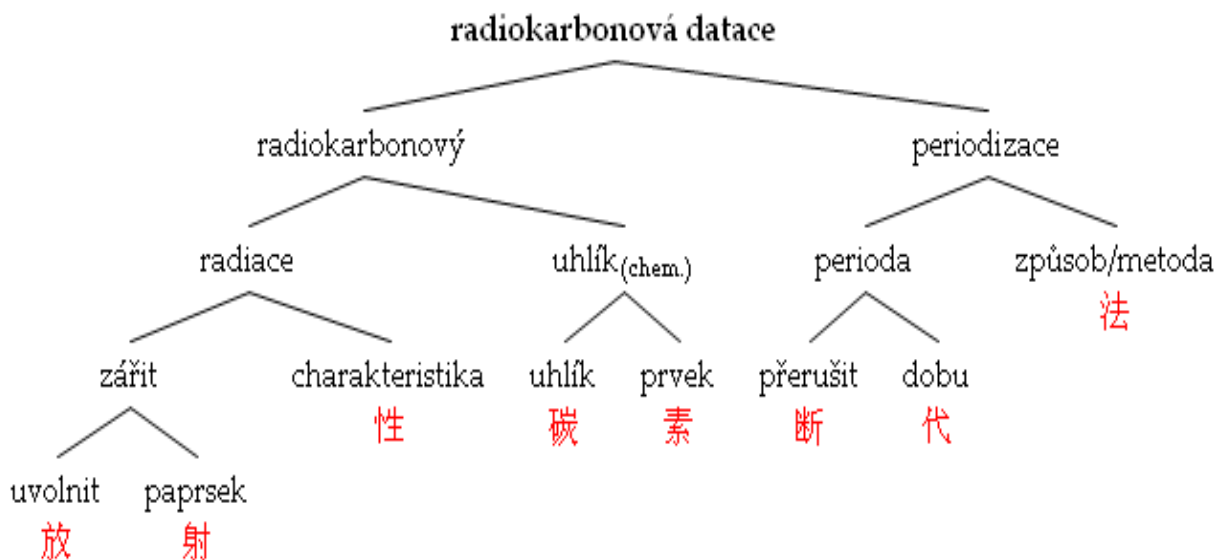 radiokarbonová datace
radiokarbonový periodizace
radiace uhlík(chem.) perioda způsob/metoda
法
zářit charakteristika uhlík prvek přerušit dobu
性 碳 素 断 代
uvolnit paprsek
放 射